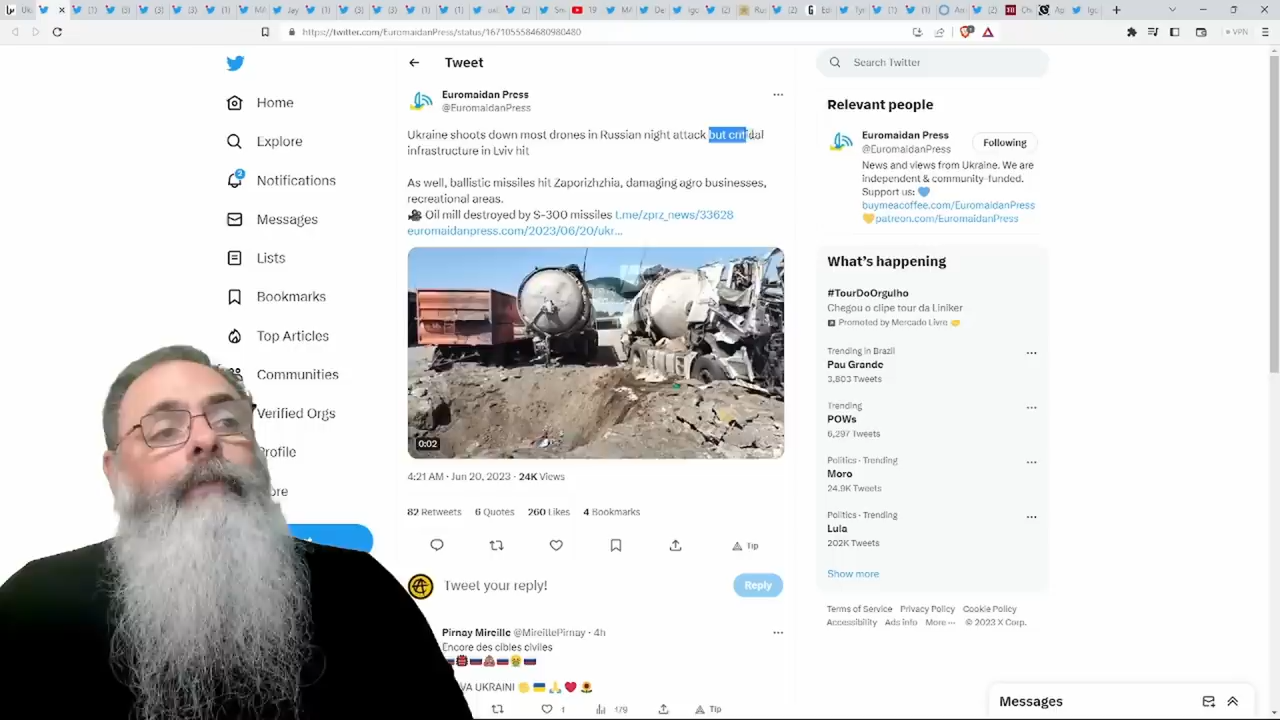 https://twitter.com/EuromaidanPress/status/1671055584680980480
VPN
Tweet
Search Twitter
Home
Explore
2
Notifications
Messages
Lists
Bookmarks
Top Articles
Communities
Verified Orgs
Euromaidan Press
@EuromaidanPress
Ukraine shoots down most drones in Russian night attack but critical
infrastructure in Lviv hit
As well, ballistic missiles hit Zaporizhzhia, damaging agro businesses,
recreational areas.
🎥 Oil mill destroyed by S-300 missiles t.me/zprz_news/33628
euromaidanpress.com/2023/06/20/ukr...
0:02
4:21 AM · Jun 20, 2023 · 24K Views
82 Retweets 6 Quotes 260 Likes 4 Bookmarks
Tip
Tweet your reply!
Reply
Pirnay Mireille @MireillePirnay · 4h
Encore des cibles civiles
VA UKRAINI
1
179
Tip
Relevant people
Euromaidan Press
@EuromaidanPress
Following
News and views from Ukraine. We are
independent & community-funded.
Support us: 💙
buymeacoffee.com/EuromaidanPress
💛patreon.com/EuromaidanPress
What's happening
#TourDoOrgulho
Chegou o clipe tour da Liniker
Promoted by Mercado Livre
Trending in Brazil
Pau Grande
3,803 Tweets
Trending
POWs
6,297 Tweets
Politics · Trending
Moro
24.9K Tweets
Politics · Trending
Lula
202K Tweets
Show more
Terms of Service Privacy Policy Cookie Policy
Accessibility Ads info More ··· © 2023 X Corp.
Messages